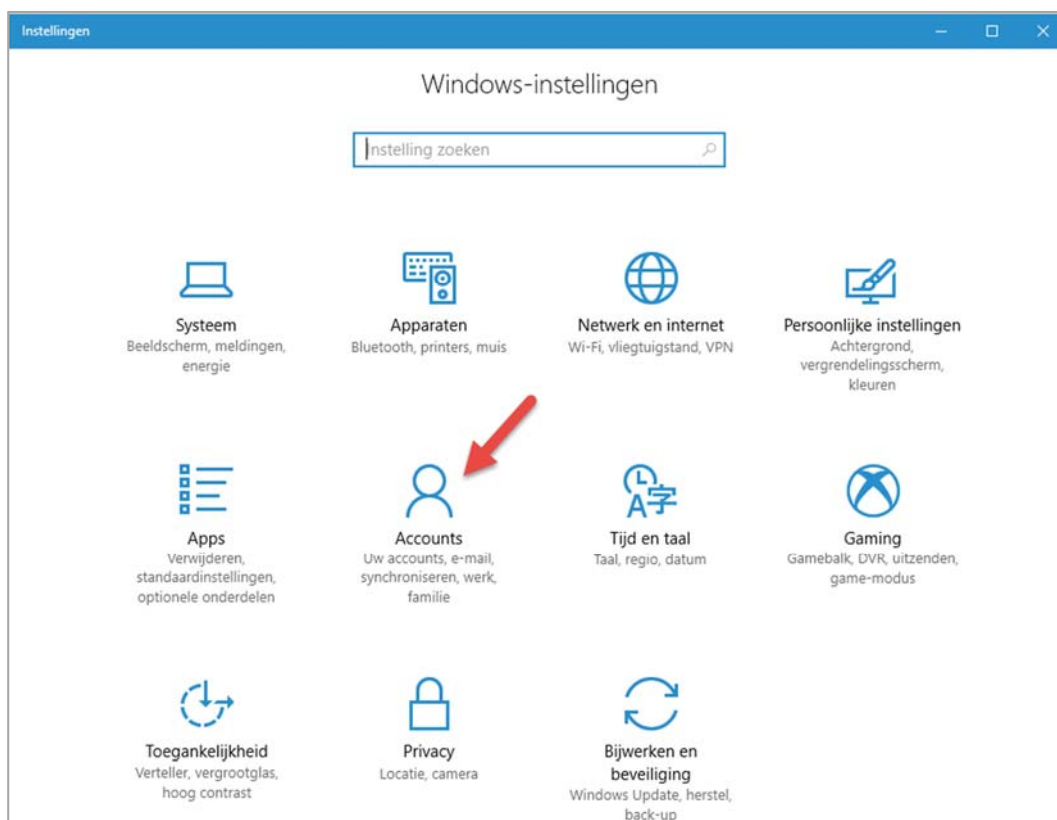 Instellingen
Windows-instellingen
Instelling zoeken
Systeem
Beeldscherm, meldingen,
energie
Apparaten
Bluetooth, printers, muis
Netwerk en internet
Wi-Fi, vliegtuigstand, VPN
Persoonlijke instellingen
Achtergrond,
vergrendelingsscherm,
kleuren
Apps
Verwijderen,
standaardinstellingen,
optionele onderdelen
Accounts
Uw accounts, e-mail,
synchroniseren, werk,
familie
Tijd en taal
Taal, regio, datum
Gaming
Gamebalk, DVR, uitzenden,
game-modus
Toegankelijkheid
Verteller, vergrootglas,
hoog contrast
Privacy
Locatie, camera
Bijwerken en
beveiliging
Windows Update, herstel,
back-up